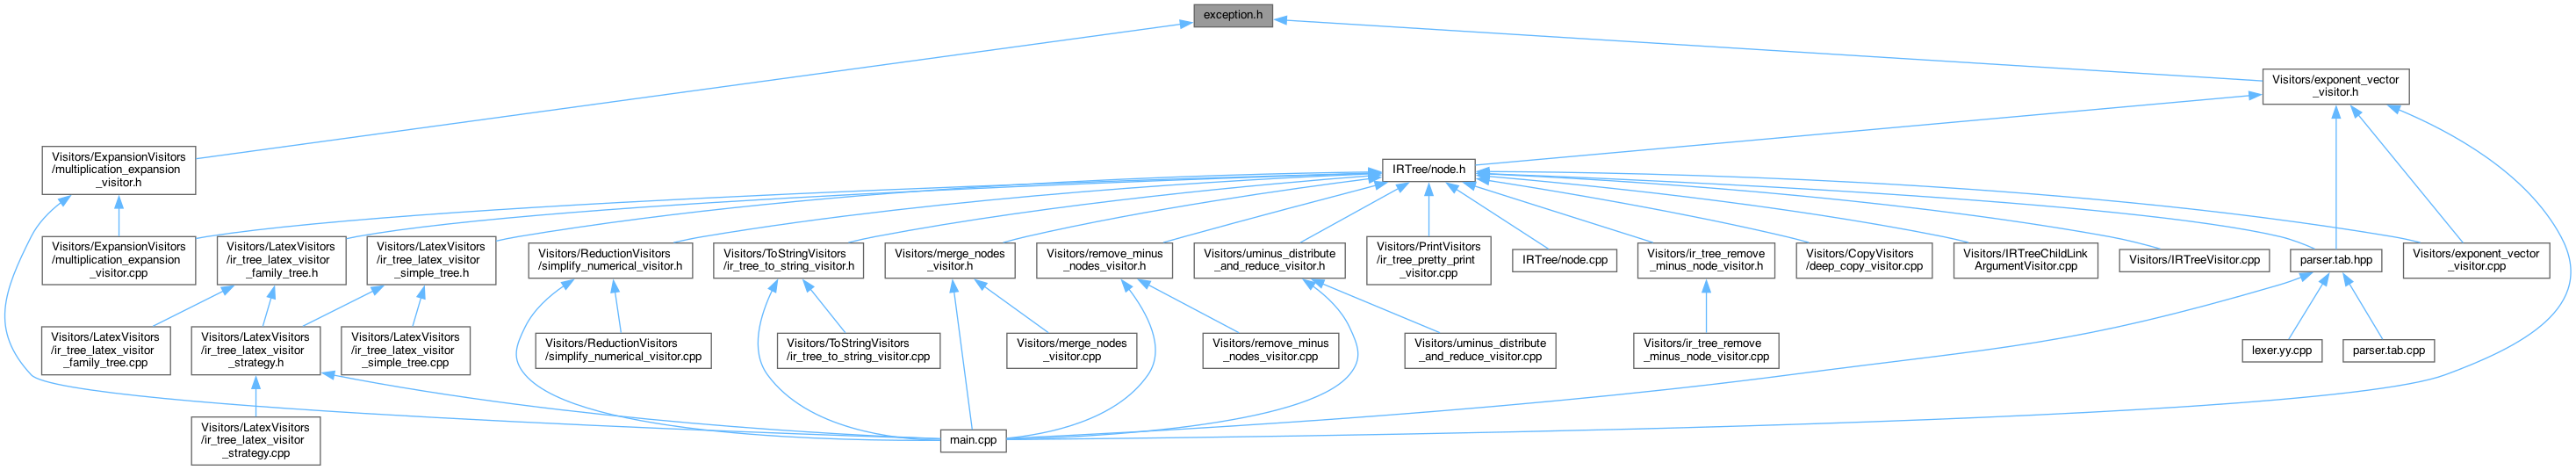 exception.h
Visitors/exponent_vector
_visitor.h
Visitors/ExpansionVisitors
/multiplication_expansion
_visitor.h
IRTree/node.h
Visitors/ExpansionVisitors
/multiplication_expansion
_visitor.cpp
Visitors/LatexVisitors
/ir_tree_latex_visitor
_family_tree.h
Visitors/LatexVisitors
/ir_tree_latex_visitor
_simple_tree.h
Visitors/ReductionVisitors
/simplify_numerical_visitor.h
Visitors/ToStringVisitors
/ir_tree_to_string_visitor.h
Visitors/merge_nodes
_visitor.h
Visitors/remove_minus
_nodes_visitor.h
Visitors/uminus_distribute
_and_reduce_visitor.h
Visitors/PrintVisitors
/ir_tree_pretty_print
_visitor.cpp
IRTree/node.cpp
Visitors/ir_tree_remove
_minus_node_visitor.h
Visitors/CopyVisitors
/deep_copy_visitor.cpp
Visitors/IRTreeChildLink
ArgumentVisitor.cpp
Visitors/IRTreeVisitor.cpp
parser.tab.hpp
Visitors/exponent_vector
_visitor.cpp
Visitors/LatexVisitors
/ir_tree_latex_visitor
_family_tree.cpp
Visitors/LatexVisitors
/ir_tree_latex_visitor
_strategy.h
Visitors/LatexVisitors
/ir_tree_latex_visitor
_simple_tree.cpp
Visitors/ReductionVisitors
/simplify_numerical_visitor.cpp
Visitors/ToStringVisitors
/ir_tree_to_string_visitor.cpp
Visitors/merge_nodes
_visitor.cpp
Visitors/remove_minus
_nodes_visitor.cpp
Visitors/uminus_distribute
_and_reduce_visitor.cpp
Visitors/ir_tree_remove
_minus_node_visitor.cpp
lexer.yy.cpp
parser.tab.cpp
Visitors/LatexVisitors
/ir_tree_latex_visitor
_strategy.cpp
main.cpp